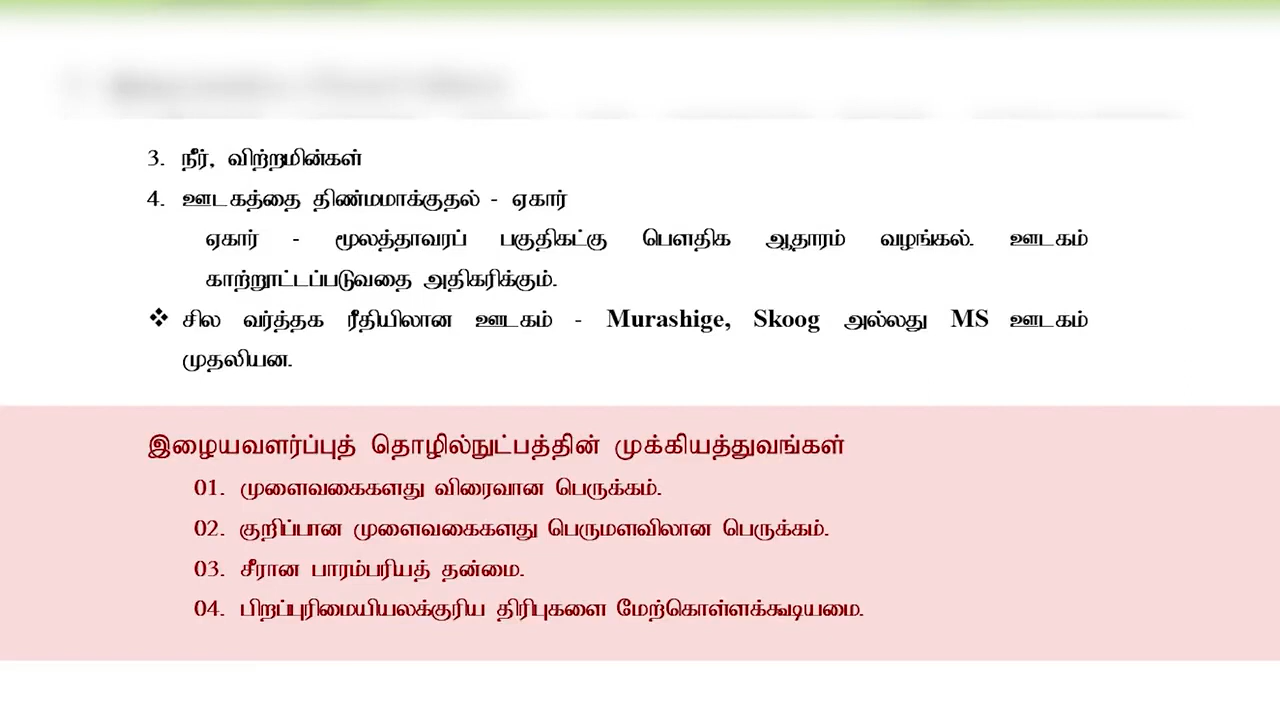 3. நீர், விற்றமின்கள்
4. ஊடகத்தை திண்மமாக்குதல் - ஏகார்
ஏகார் - மூலத்தாவரப் பகுதிகட்கு பௌதிக ஆதாரம் வழங்கல். ஊடகம்
காற்றூட்டப்படுவதை அதிகரிக்கும்.
❖ சில வர்த்தக ரீதியிலான ஊடகம் - Murashige, Skoog அல்லது MS ஊடகம்
முதலியன.
இழையவளர்ப்புத் தொழில்நுட்பத்தின் முக்கியத்துவங்கள்
01. முளைவகைகளது விரைவான பெருக்கம்.
02. குறிப்பான முளைவகைகளது பெருமளவிலான பெருக்கம்.
03. சீரான பாரம்பரியத் தன்மை.
04. பிறப்புரிமையியலக்குரிய திரிபுகளை மேற்கொள்ளக்கூடியமை.